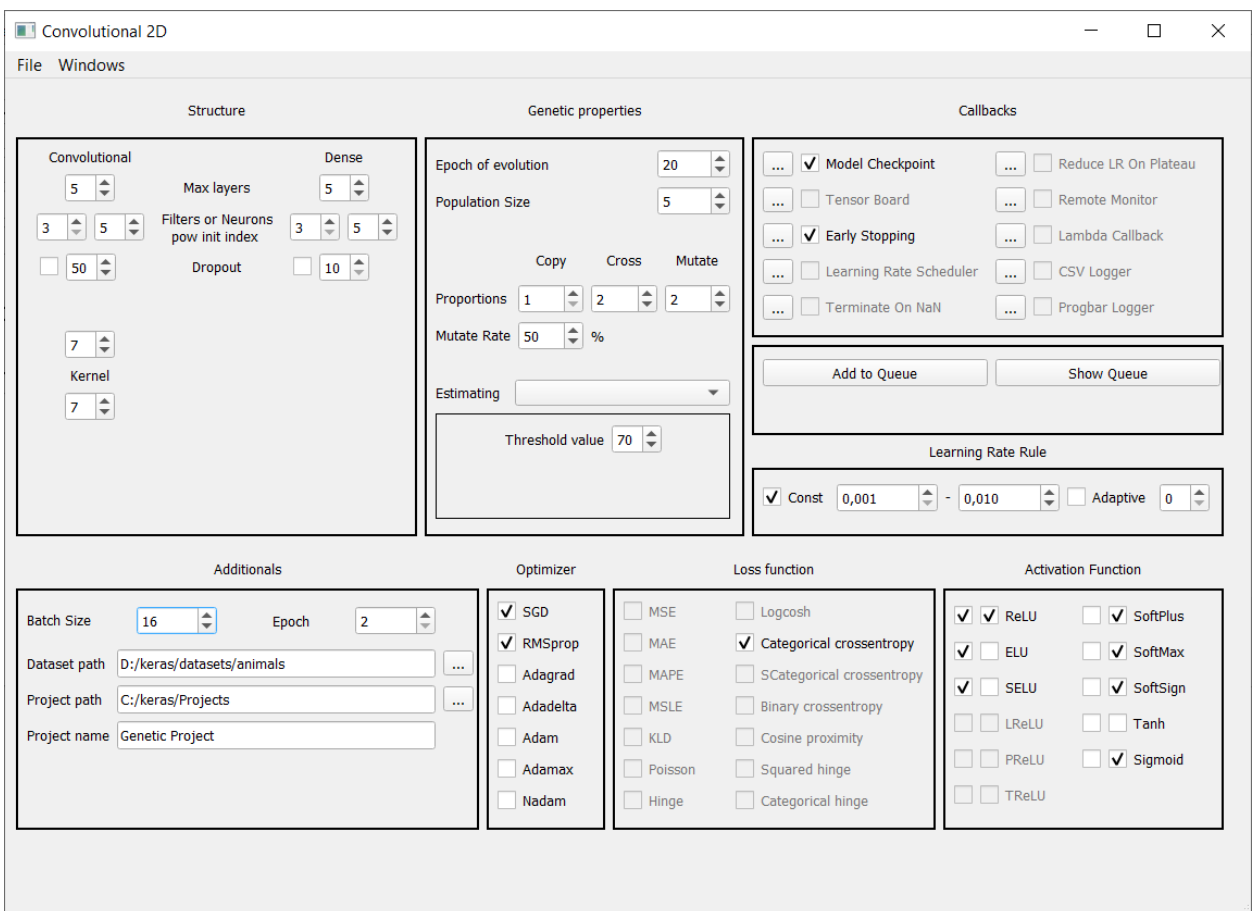 Convolutional 2D
File Windows
Structure
Convolutional Dense
5 Max layers 5
3 5 Filters or Neurons pow init index 3 5
50 Dropout 10
7
Kernel
7
Genetic properties
Epoch of evolution 20
Population Size 5
Copy Cross Mutate
Proportions 1 2 2
Mutate Rate 50 %
Estimating
Threshold value 70
Callbacks
... Model Checkpoint ... Reduce LR On Plateau
... Tensor Board ... Remote Monitor
... Early Stopping ... Lambda Callback
... Learning Rate Scheduler ... CSV Logger
... Terminate On NaN ... Progbar Logger
Add to Queue Show Queue
Learning Rate Rule
Const 0,001 - 0,010 Adaptive 0
Additionals
Batch Size 16 Epoch 2
Dataset path D:/keras/datasets/animals ...
Project path C:/keras/Projects ...
Project name Genetic Project
Optimizer
SGD
RMSprop
Adagrad
Adadelta
Adam
Adamax
Nadam
Loss function
MSE Logcosh
MAE Categorical crossentropy
MAPE SCategorical crossentropy
MSLE Binary crossentropy
KLD Cosine proximity
Poisson Squared hinge
Hinge Categorical hinge
Activation Function
ReLU SoftPlus
ELU SoftMax
SELU SoftSign
LReLU Tanh
PReLU Sigmoid
TReLU